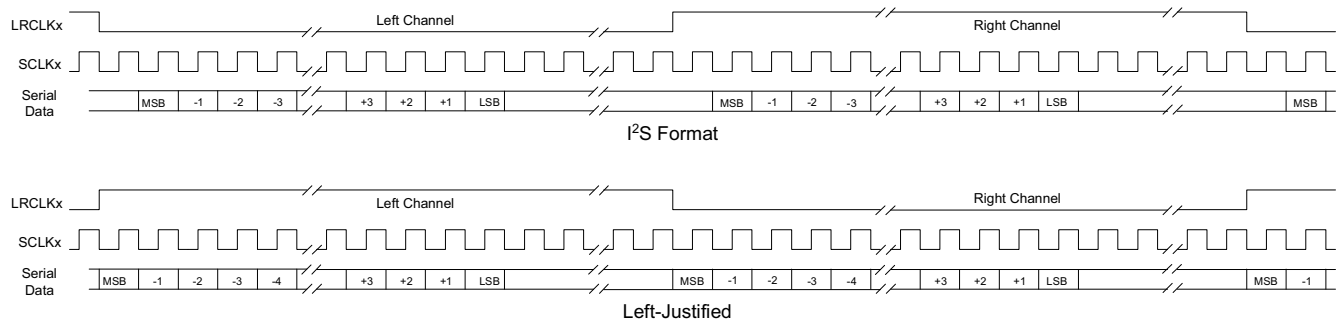 LRCLKx Left Channel Right Channel
SCLKx
Serial Data MSB -1 -2 -3 +3 +2 +1 LSB MSB -1 -2 -3 +3 +2 +1 LSB MSB
I²S Format
LRCLKx Left Channel Right Channel
SCLKx
Serial Data MSB -1 -2 -3 -4 +3 +2 +1 LSB MSB -1 -2 -3 -4 +3 +2 +1 LSB MSB -1
Left-Justified